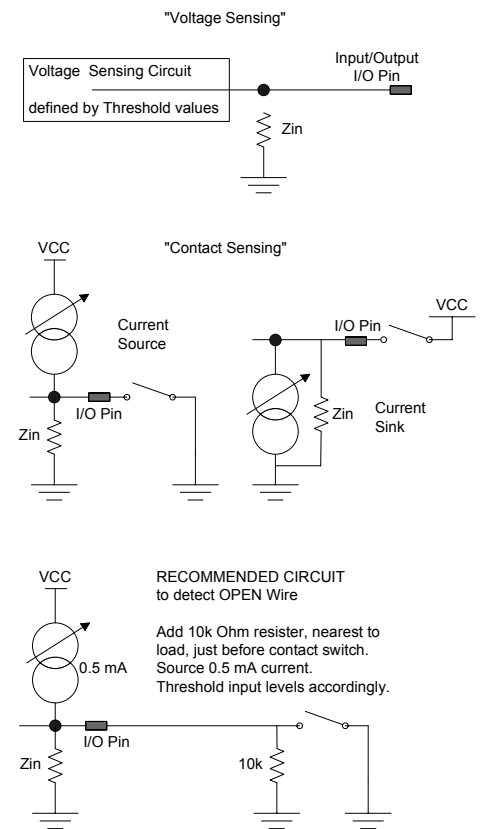 "Voltage Sensing"
Input/Output
I/O Pin
Voltage Sensing Circuit
defined by Threshold values
Zin
VCC
"Contact Sensing"
VCC
I/O Pin
Current
Source
I/O Pin
Zin
Zin
Current
Sink
VCC
RECOMMENDED CIRCUIT
to detect OPEN Wire
Add 10k Ohm resister, nearest to
load, just before contact switch.
Source 0.5 mA current.
Threshold input levels accordingly.
0.5 mA
I/O Pin
Zin
10k